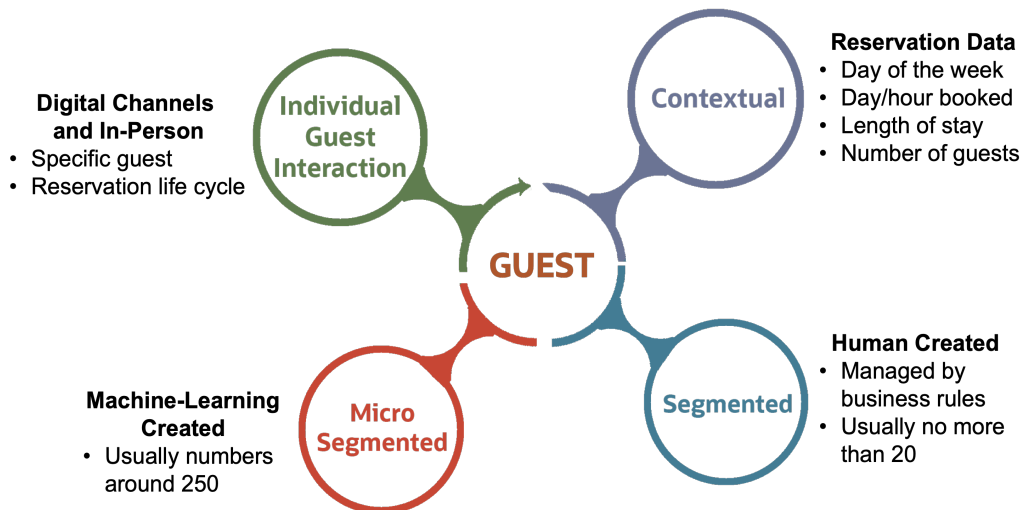 Digital Channels
and In-Person
• Specific guest
• Reservation life cycle
Individual
Guest
Interaction
Contextual
Reservation Data
• Day of the week
• Day/hour booked
• Length of stay
• Number of guests
GUEST
Machine-Learning
Created
• Usually numbers
around 250
Micro
Segmented
Segmented
Human Created
• Managed by
business rules
• Usually no more
than 20